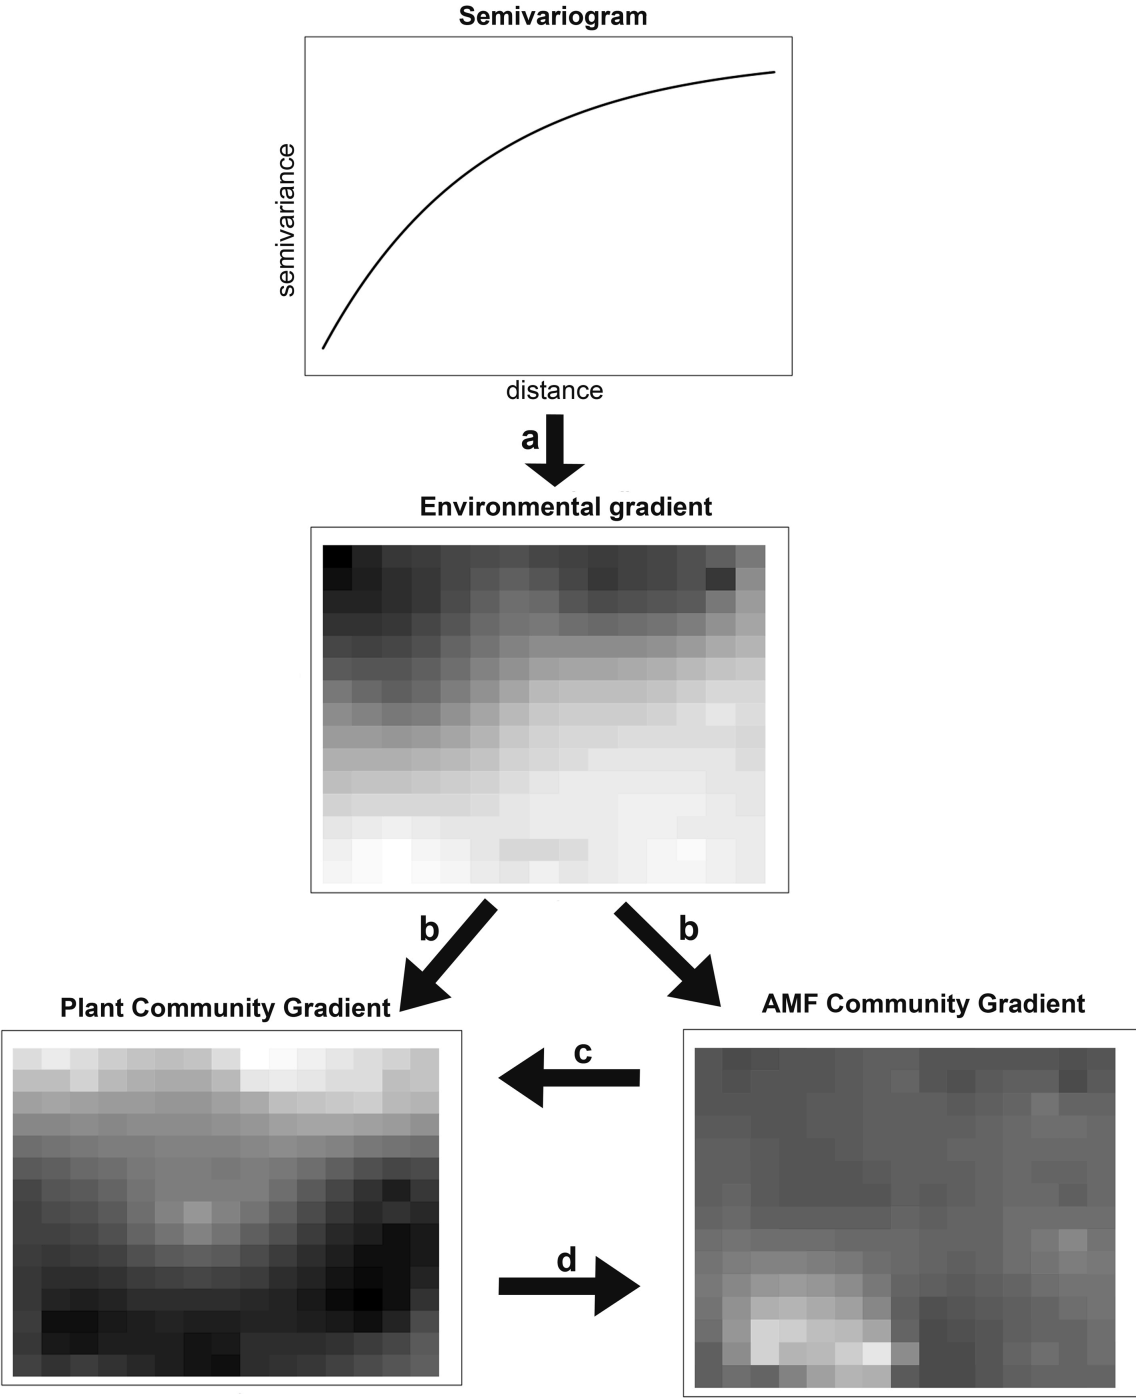 Semivariogram
semivariance
distance
a
Environmental gradient
b
b
Plant Community Gradient
AMF Community Gradient
c
d